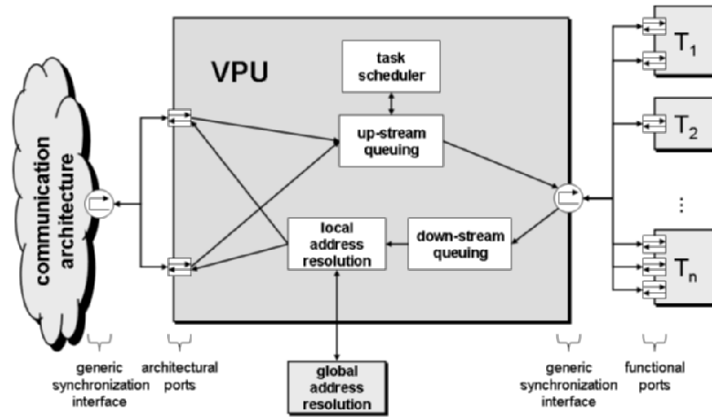 VPU
task
scheduler
up-stream
queuing
local
address
resolution
down-stream
queuing
communication
architecture
T1
T2
⋮
Tn
generic
synchronization
interface
architectural
ports
global
address
resolution
generic
synchronization
interface
functional
ports